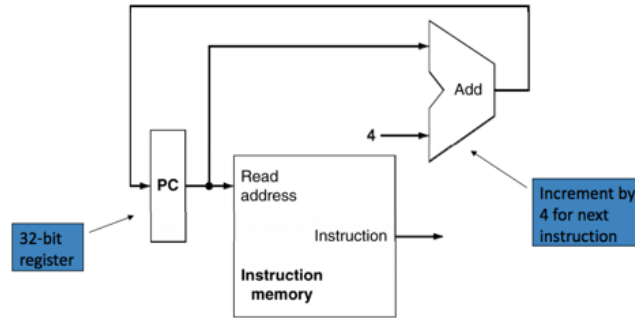 Add
4
PC
Read
address
Instruction
Instruction
memory
32-bit
register
Increment by
4 for next
instruction